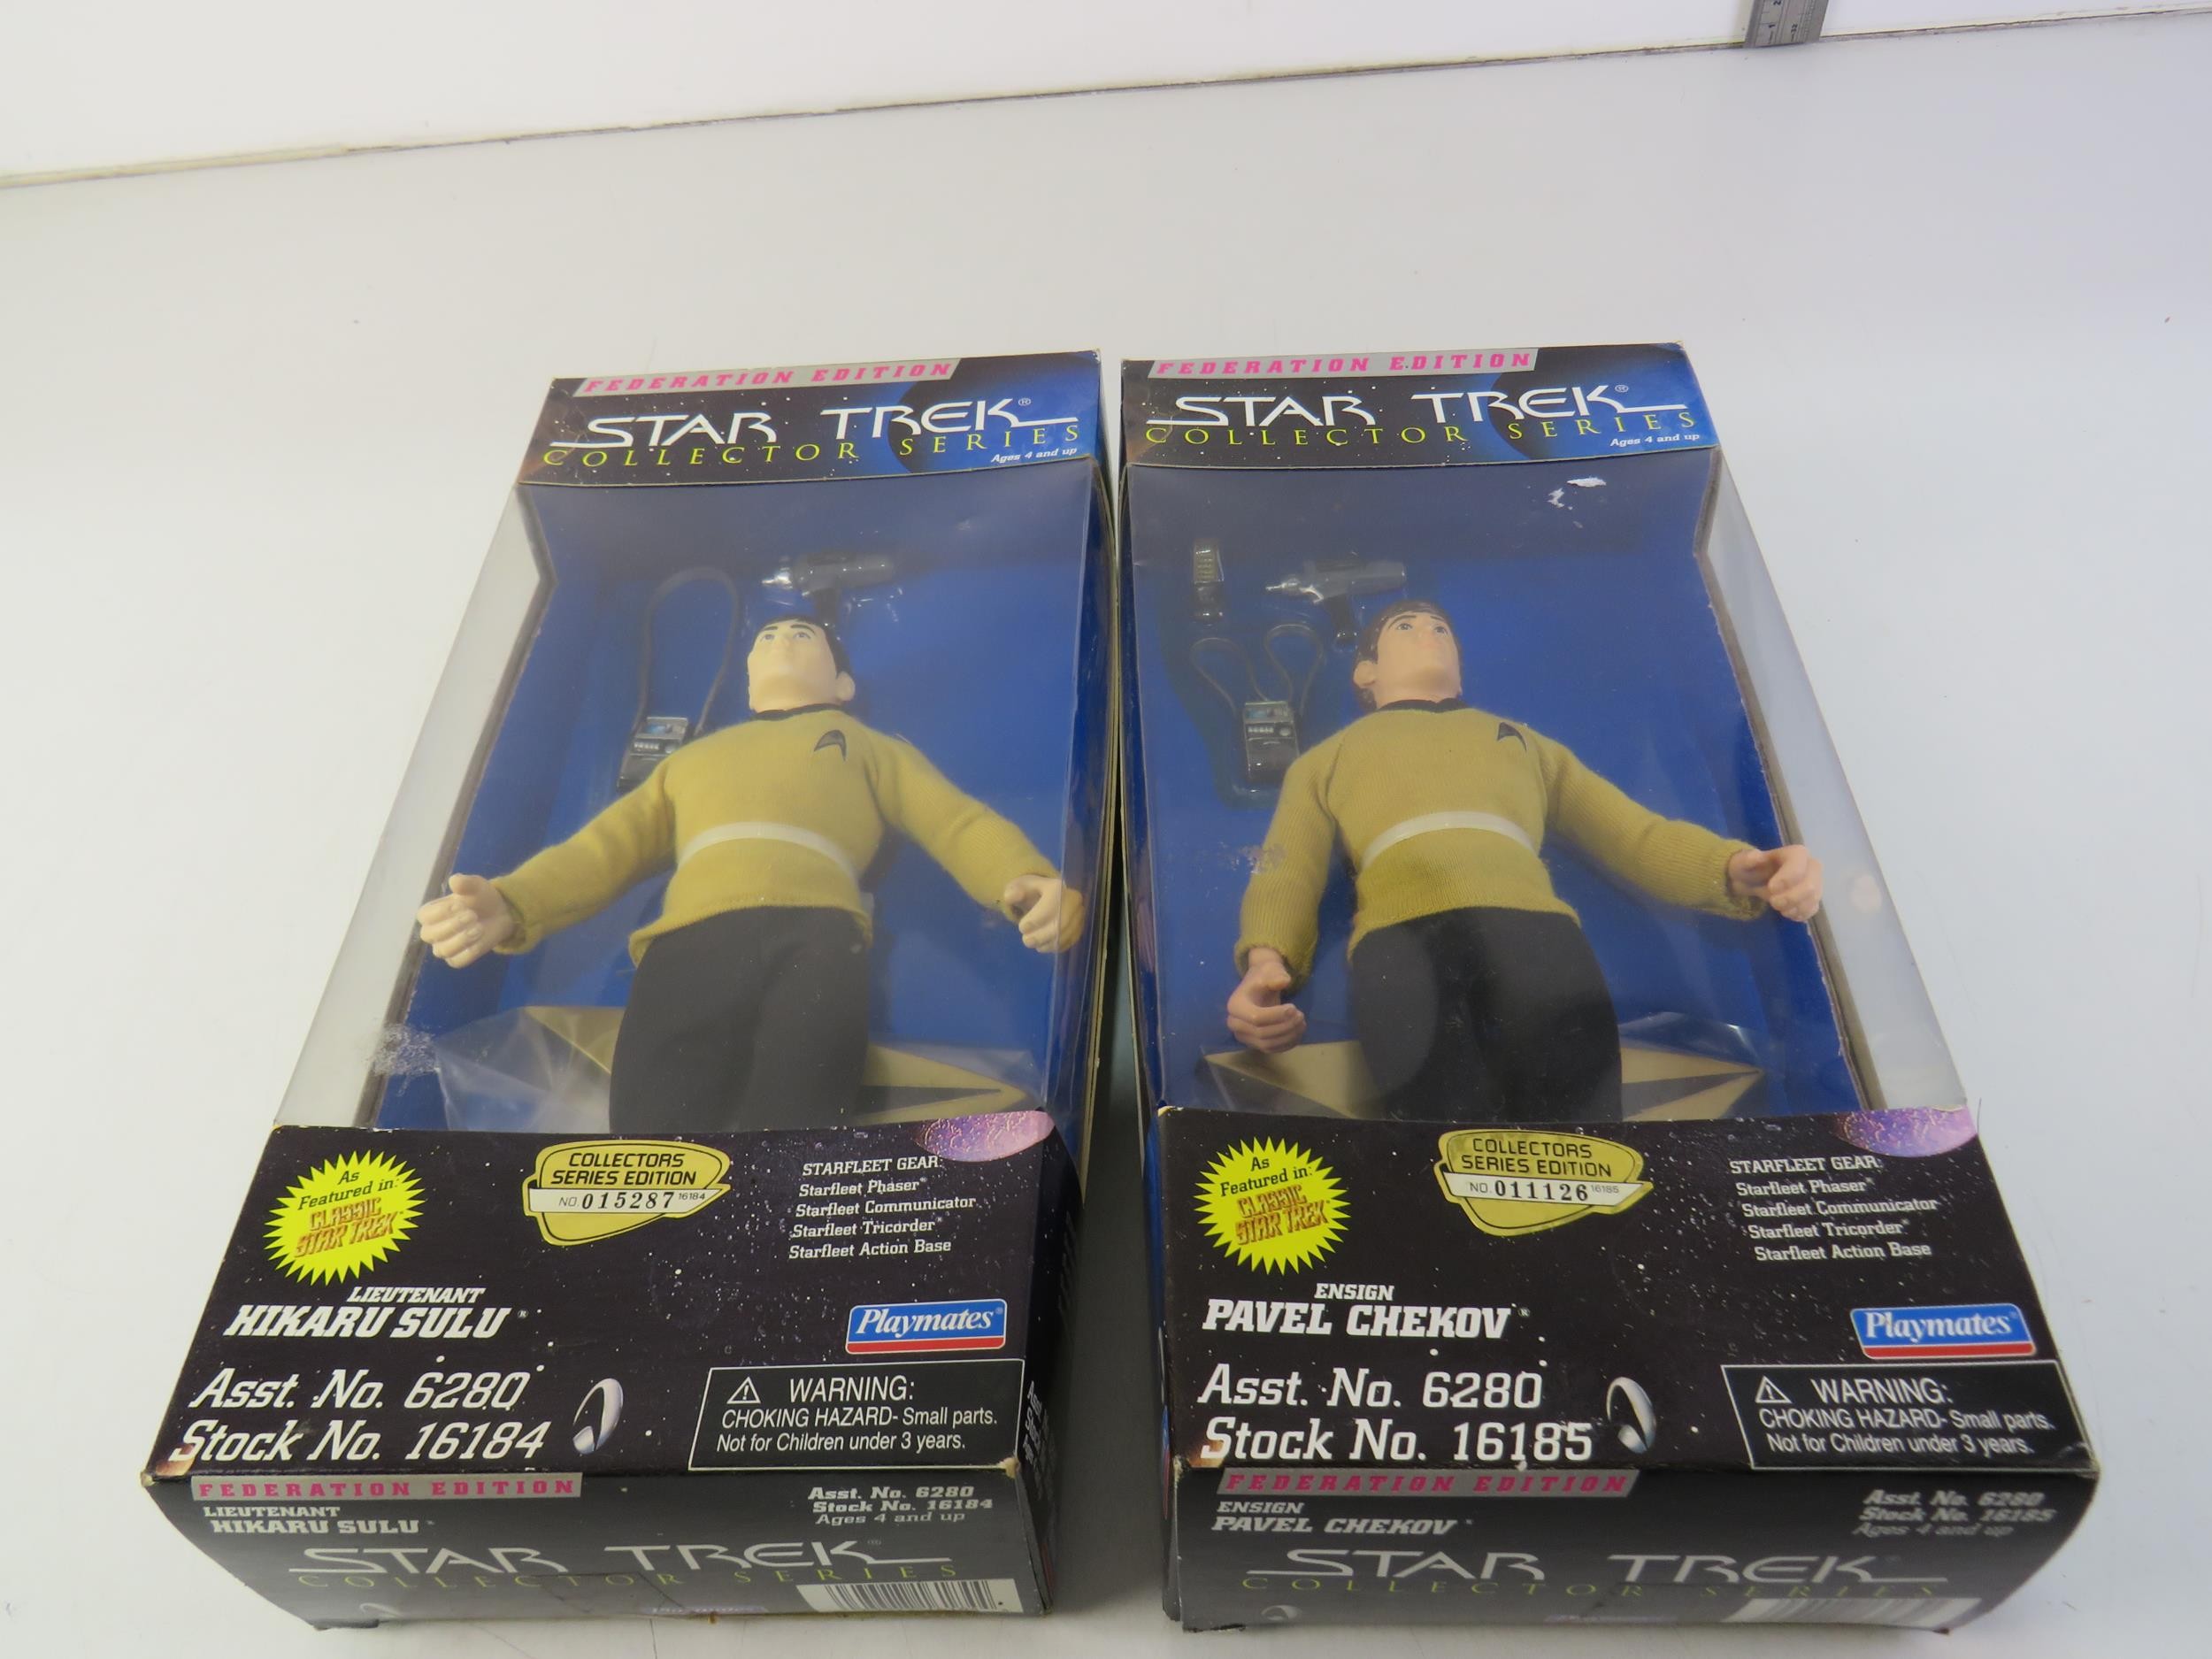 FEDERATION EDITION
STAR TREK®
COLLECTOR SERIES
Ages 4 and up
As
Featured in:
CLASSIC
STAR TREK
COLLECTORS
SERIES EDITION
NO. 015287 16184
STARFLEET GEAR:
Starfleet Phaser
Starfleet Communicator
Starfleet Tricorder
Starfleet Action Base
LIEUTENANT
HIKARU SULU
Playmates
Asst. No. 6280
Stock No. 16184
WARNING:
CHOKING HAZARD- Small parts.
Not for Children under 3 years.
FEDERATION EDITION
LIEUTENANT
HIKARU SULU
Asst. No. 6280
Stock No. 16184
Ages 4 and up
STAR TREK
COLLECTOR SERIES
FEDERATION EDITION
STAR TREK®
COLLECTOR SERIES
Ages 4 and up
As
Featured in:
CLASSIC
STAR TREK
COLLECTORS
SERIES EDITION
NO. 011126 16185
STARFLEET GEAR:
Starfleet Phaser
Starfleet Communicator
Starfleet Tricorder
Starfleet Action Base
ENSIGN
PAVEL CHEKOV
Playmates
Asst. No. 6280
Stock No. 16185
WARNING:
CHOKING HAZARD- Small parts.
Not for Children under 3 years.
FEDERATION EDITION
ENSIGN
PAVEL CHEKOV
Asst. No. 6280
Stock No. 16185
Ages 4 and up
STAR TREK
COLLECTOR SERIES
Playmates